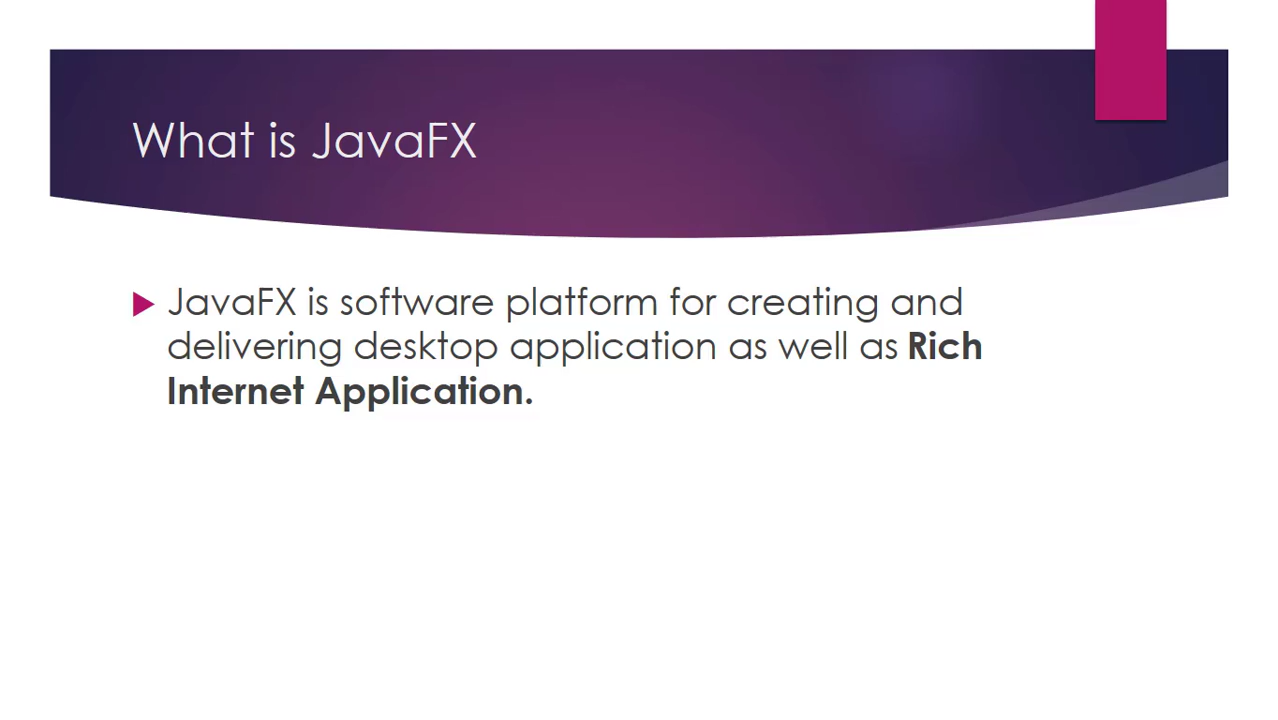 What is JavaFX
JavaFX is software platform for creating and
delivering desktop application as well as Rich
Internet Application.